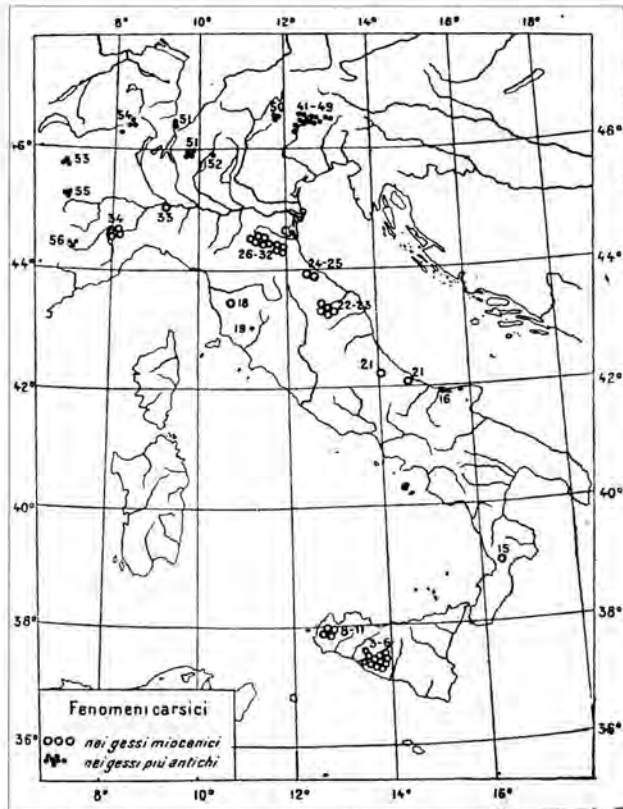 8° 10° 12° 14° 16° 18°
54 51 50 41-49
46° 46°
53 51 52
55 33
34
56 26-32
44° 24-25 44°
18 22-23
19
21 21
42° 16 42°
40° 40°
15
38° 38°
8-11
3-6
Fenomeni carsici
nei gessi miocanici
nei gessi più antichi
36° 36°
8° 10° 12° 14° 16°